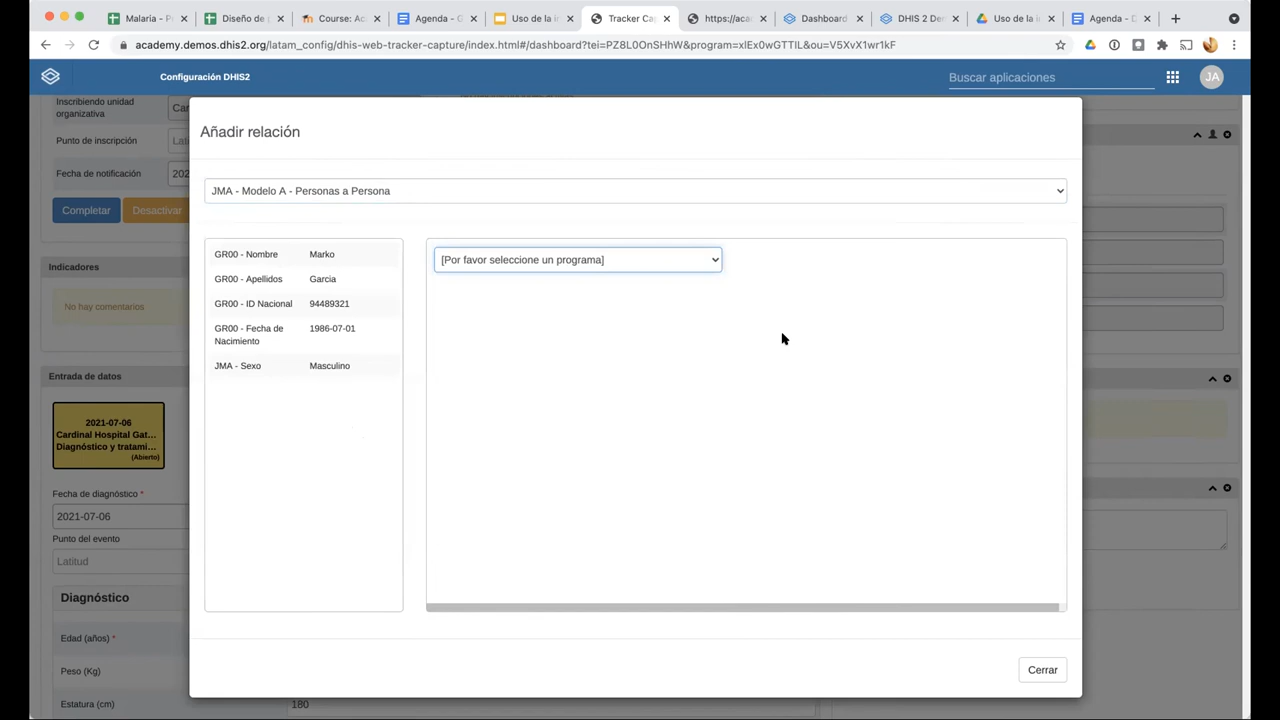 Malaria - P
Diseño de
Course: Ac
Agenda - G
Uso de la i
Tracker Ca
https://aca
Dashboard
DHIS 2 De
Uso de la i
Agenda - D
academy.demos.dhis2.org/latam_config/dhis-web-tracker-capture/index.html#/dashboard?tei=PZ8L0OnSHhW&program=xlEx0wGTTIL&ou=V5XvX1wr1kF
Configuración DHIS2
Buscar aplicaciones
JA
Inscribiendo unidad
organizativa
Car
Punto de inscripción
Lati
Fecha de notificación
202
Completar
Desactivar
Indicadores
No hay comentarios
Entrada de datos
2021-07-06
Cardinal Hospital Gat...
Diagnóstico y tratami...
(Abierto)
Fecha de diagnóstico *
2021-07-06
Punto del evento
Latitud
Diagnóstico
Edad (años) *
Peso (Kg)
Estatura (cm)
180
Añadir relación
JMA - Modelo A - Personas a Persona
GR00 - Nombre Marko
GR00 - Apellidos Garcia
GR00 - ID Nacional 94489321
GR00 - Fecha de 1986-07-01
Nacimiento
JMA - Sexo Masculino
[Por favor seleccione un programa]
Cerrar